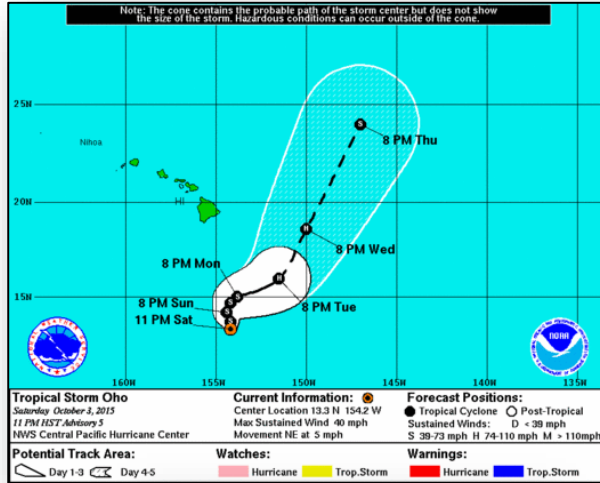 Note: The cone contains the probable path of the storm center but does not show
the size of the storm. Hazardous conditions can occur outside of the cone.
25N
Nihoa
8 PM Thu
20N
HI
8 PM Wed
8 PM Mon
15N
8 PM Sun
8 PM Tue
11 PM Sat
NOAA
160W
155W
150W
145W
140W
135W
Tropical Storm Oho
Saturday October 3, 2015
11 PM HST Advisory 5
NWS Central Pacific Hurricane Center
Current Information:
Center Location 13.3 N 154.2 W
Max Sustained Wind 40 mph
Movement NE at 5 mph
Forecast Positions:
Tropical Cyclone Post-Tropical
Sustained Winds: D < 39 mph
S 39-73 mph H 74-110 mph M > 110mph
Potential Track Area:
Day 1-3 Day 4-5
Watches:
Hurricane Trop.Storm
Warnings:
Hurricane Trop.Storm